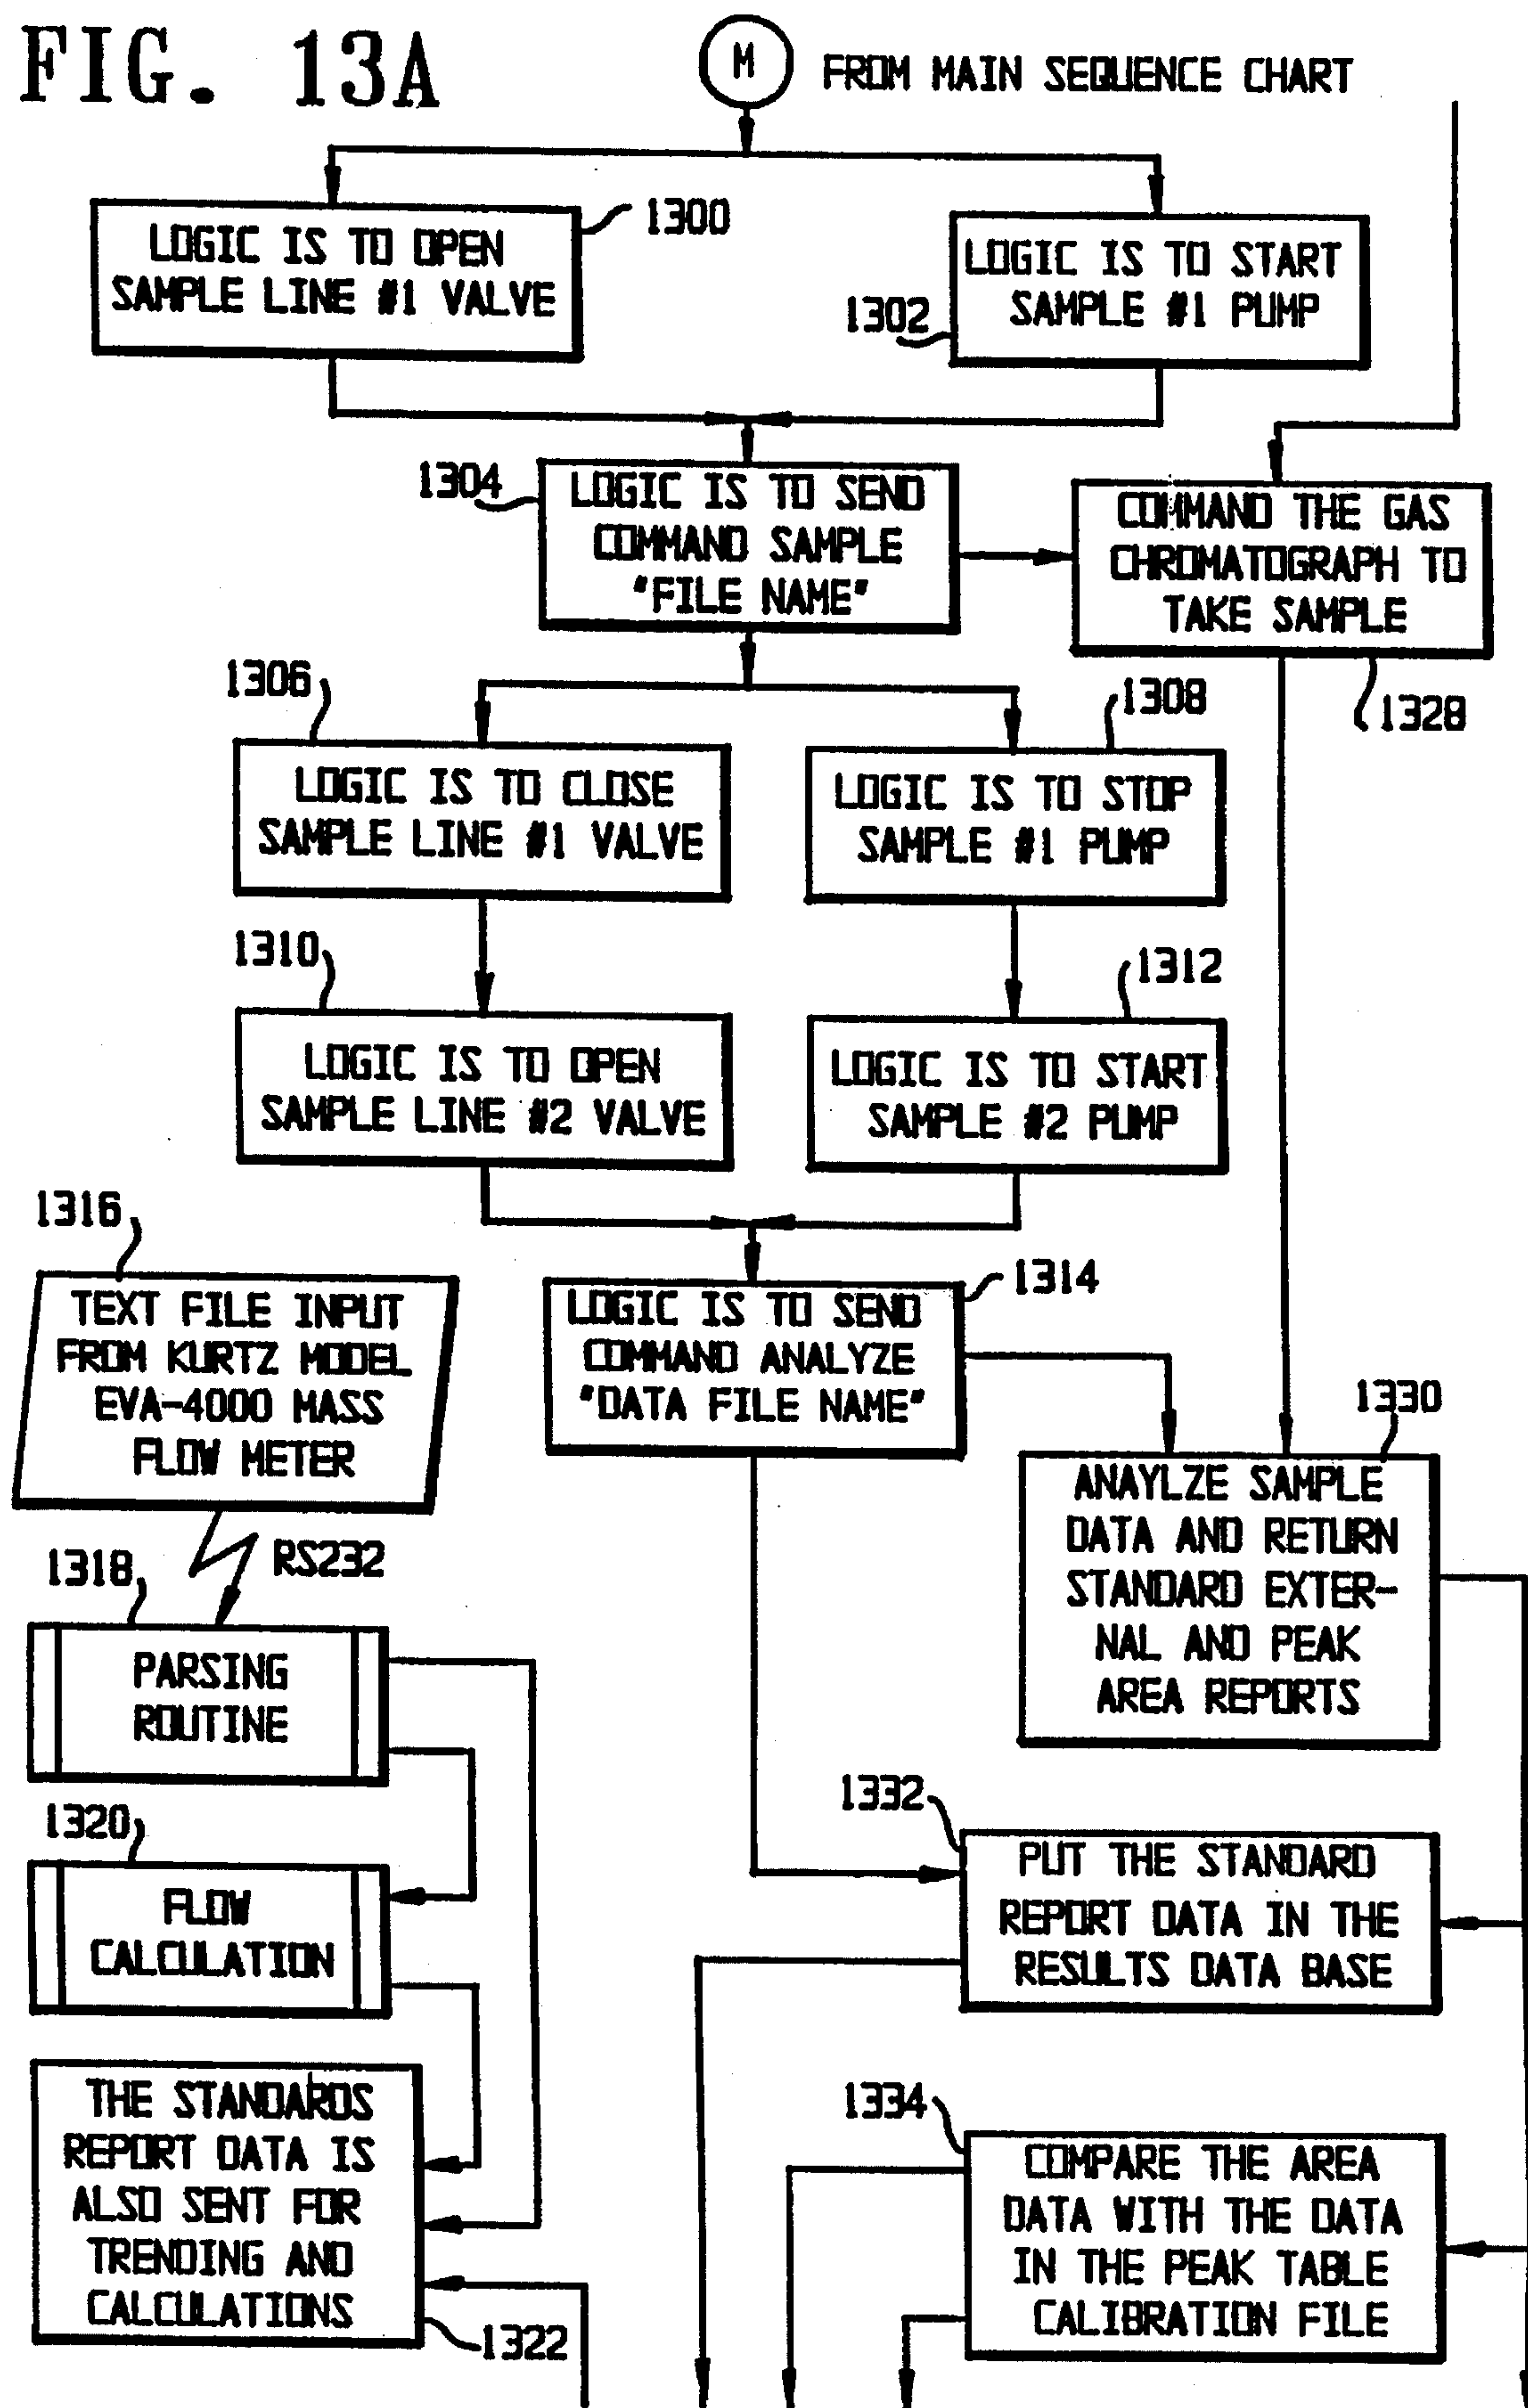 FIG. 13A
M
FROM MAIN SEQUENCE CHART
1300
LOGIC IS TO OPEN
SAMPLE LINE #1 VALVE
1302
LOGIC IS TO START
SAMPLE #1 PUMP
1304
LOGIC IS TO SEND
COMMAND SAMPLE
"FILE NAME"
COMMAND THE GAS
CHROMATOGRAPH TO
TAKE SAMPLE
1328
1306
LOGIC IS TO CLOSE
SAMPLE LINE #1 VALVE
1308
LOGIC IS TO STOP
SAMPLE #1 PUMP
1310
LOGIC IS TO OPEN
SAMPLE LINE #2 VALVE
1312
LOGIC IS TO START
SAMPLE #2 PUMP
1316
TEXT FILE INPUT
FROM KURTZ MODEL
EVA-4000 MASS
FLOW METER
1314
LOGIC IS TO SEND
COMMAND ANALYZE
"DATA FILE NAME"
1330
ANAYLZE SAMPLE
DATA AND RETURN
STANDARD EXTER-
NAL AND PEAK
AREA REPORTS
RS232
1318
PARSING
ROUTINE
1320
FLOW
CALCULATION
1332
PUT THE STANDARD
REPORT DATA IN THE
RESULTS DATA BASE
THE STANDARDS
REPORT DATA IS
ALSO SENT FOR
TRENDING AND
CALCULATIONS
1322
1334
COMPARE THE AREA
DATA WITH THE DATA
IN THE PEAK TABLE
CALIBRATION FILE